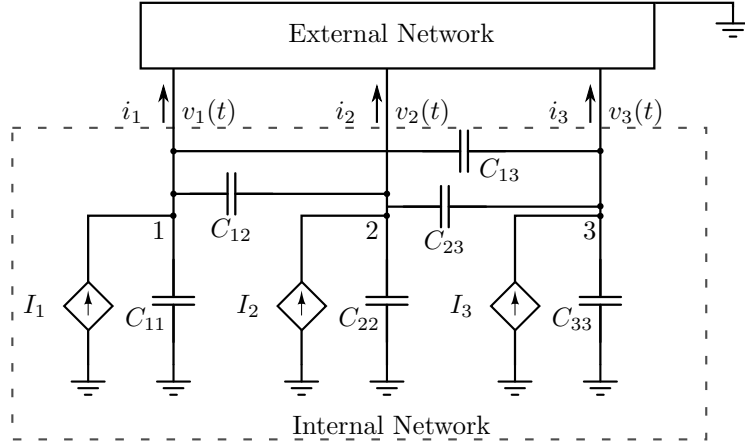 External Network
i₁ v₁(t) i₂ v₂(t) i₃ v₃(t)
C₁₃
1 C₁₂ 2 C₂₃ 3
I₁ C₁₁ I₂ C₂₂ I₃ C₃₃
Internal Network